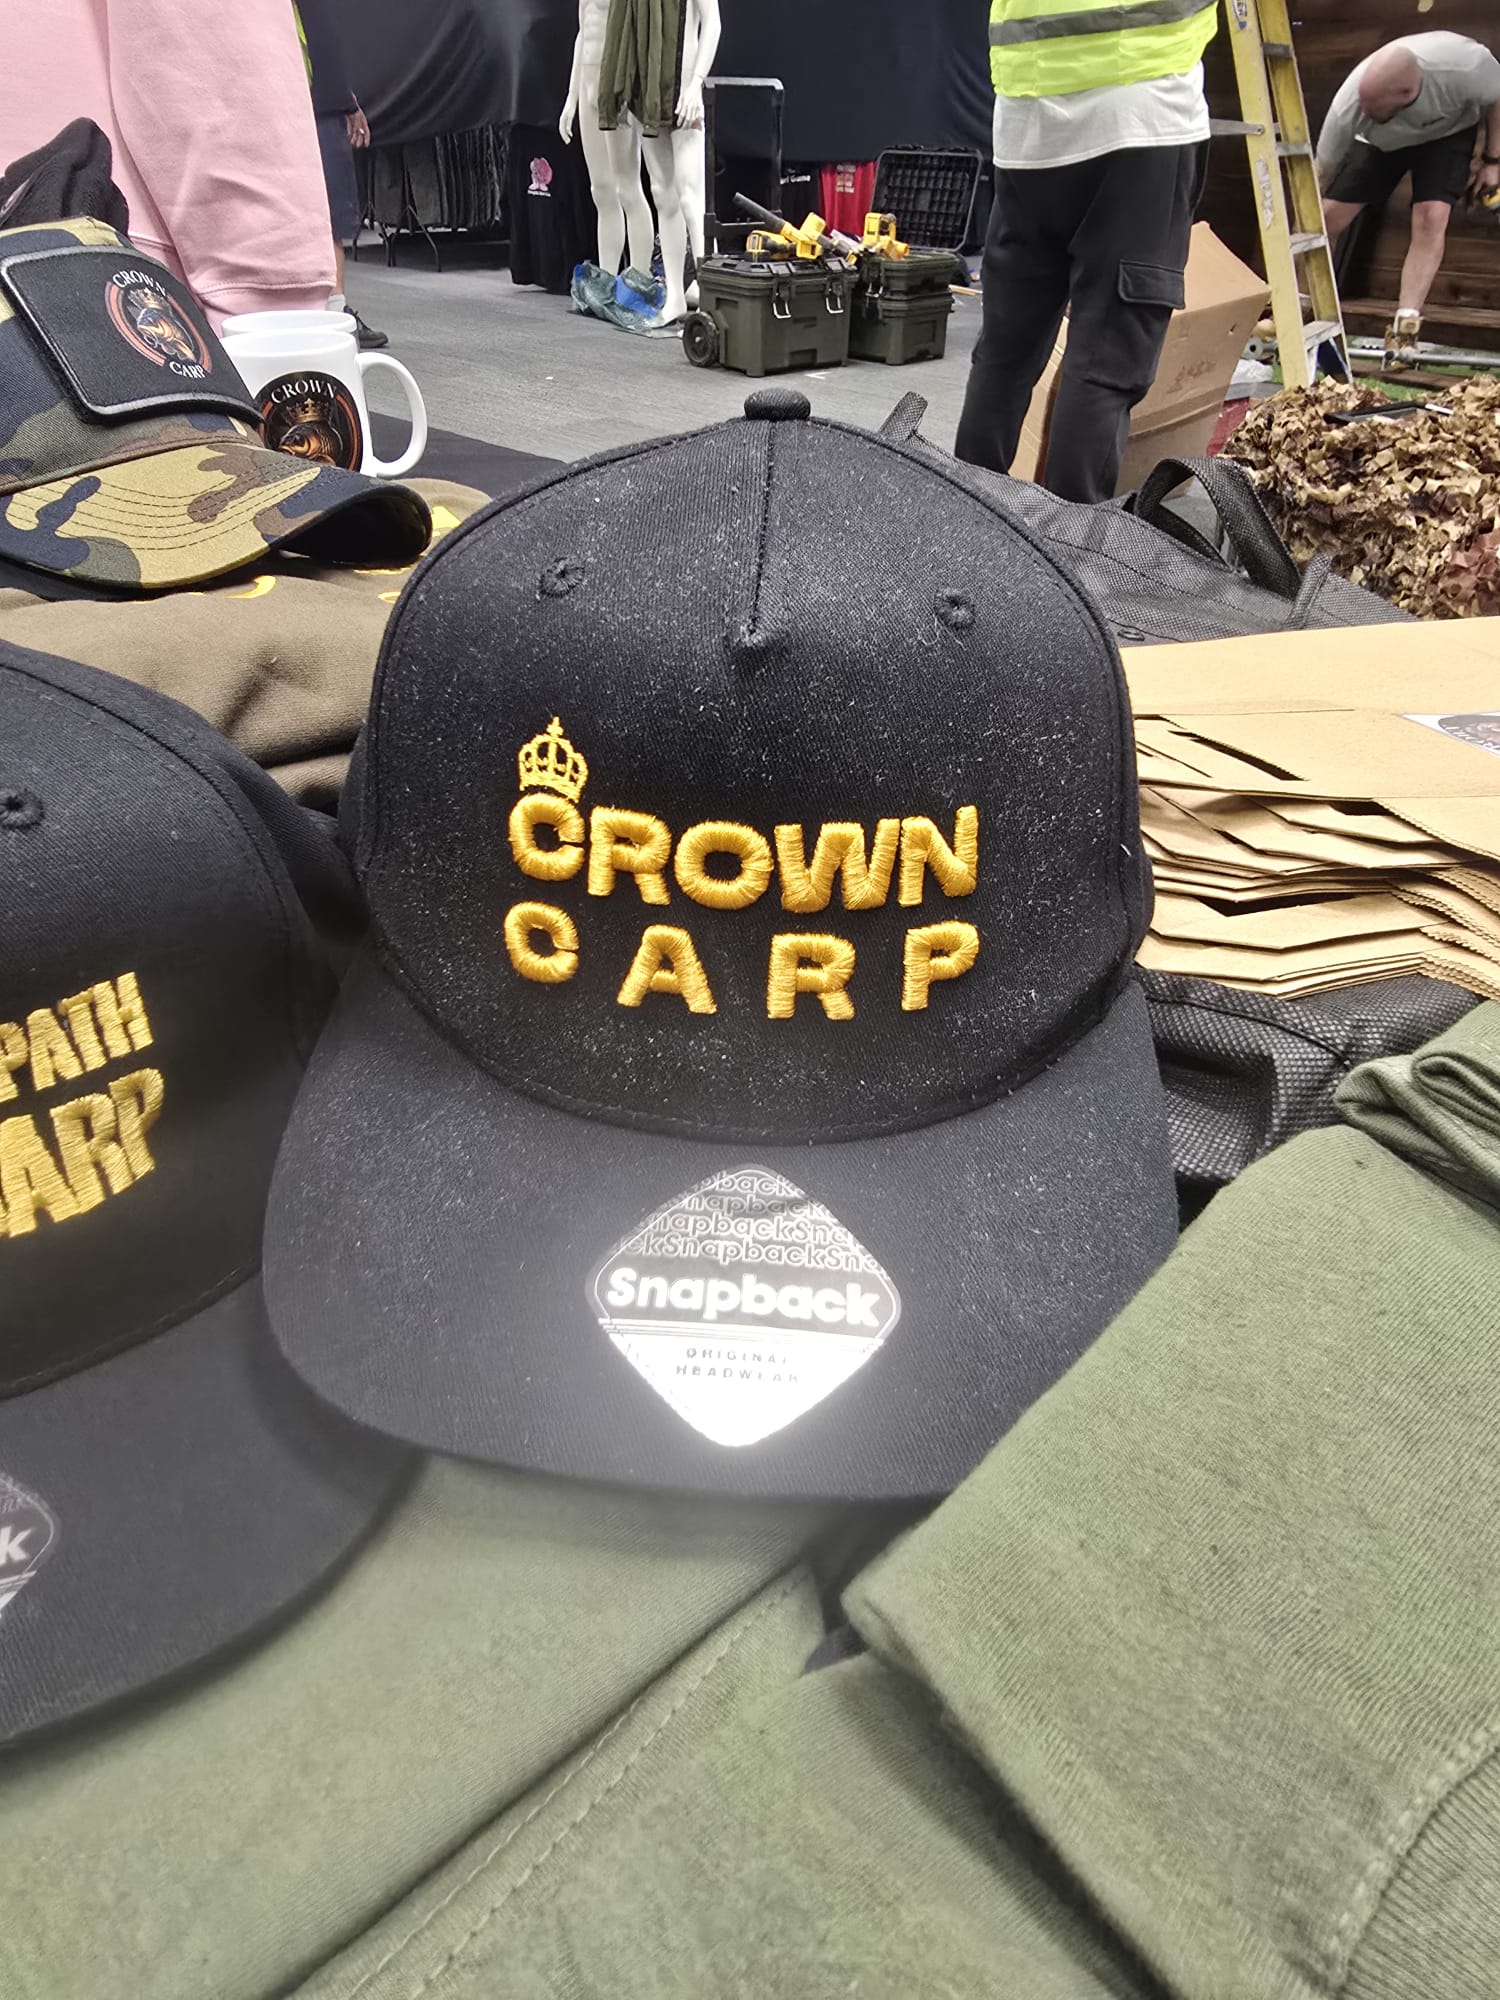 CROWN
CARP
CROWN
CROWN
CARP
PATH
ARP
Snapback
ORIGINAL
HEADWEAR